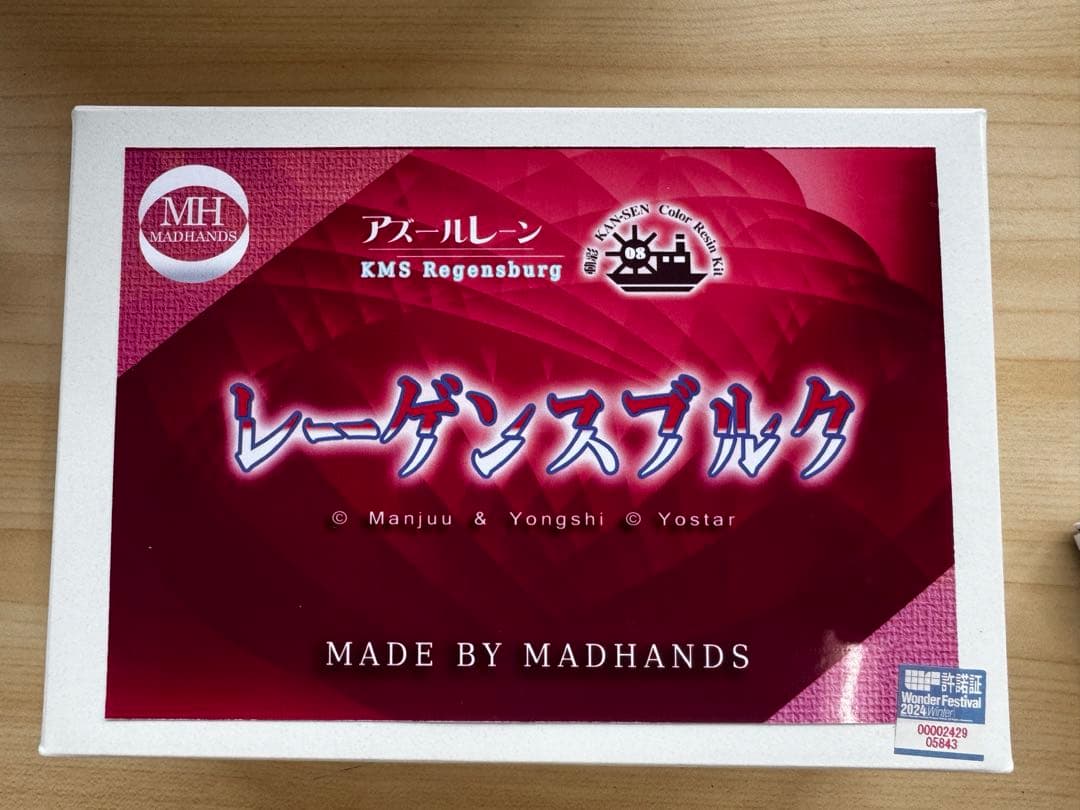 MH
MADHANDS
アズールレーン
KMS Regensburg
KAN-SEN Color Resin Kit
08
レーゲンスブルク
© Manjuu & Yongshi © Yostar
MADE BY MADHANDS
許諾証
Wonder Festival
2024 Winter
00002429
05843